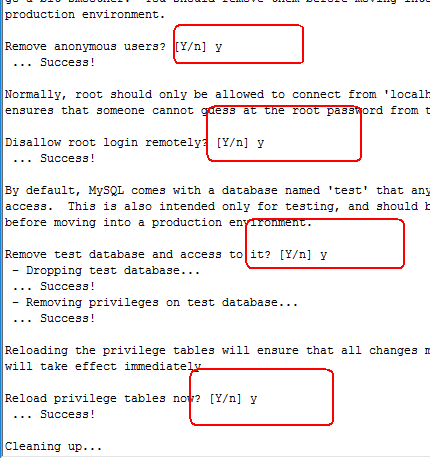 go a bit smoother. You should remove them before moving into
production environment.
Remove anonymous users? [Y/n] y
... Success!
Normally, root should only be allowed to connect from 'localh
ensures that someone cannot guess at the root password from t
Disallow root login remotely? [Y/n] y
... Success!
By default, MySQL comes with a database named 'test' that any
access. This is also intended only for testing, and should b
before moving into a production environment.
Remove test database and access to it? [Y/n] y
- Dropping test database...
... Success!
- Removing privileges on test database...
... Success!
Reloading the privilege tables will ensure that all changes m
will take effect immediately
Reload privilege tables now? [Y/n] y
... Success!
Cleaning up...